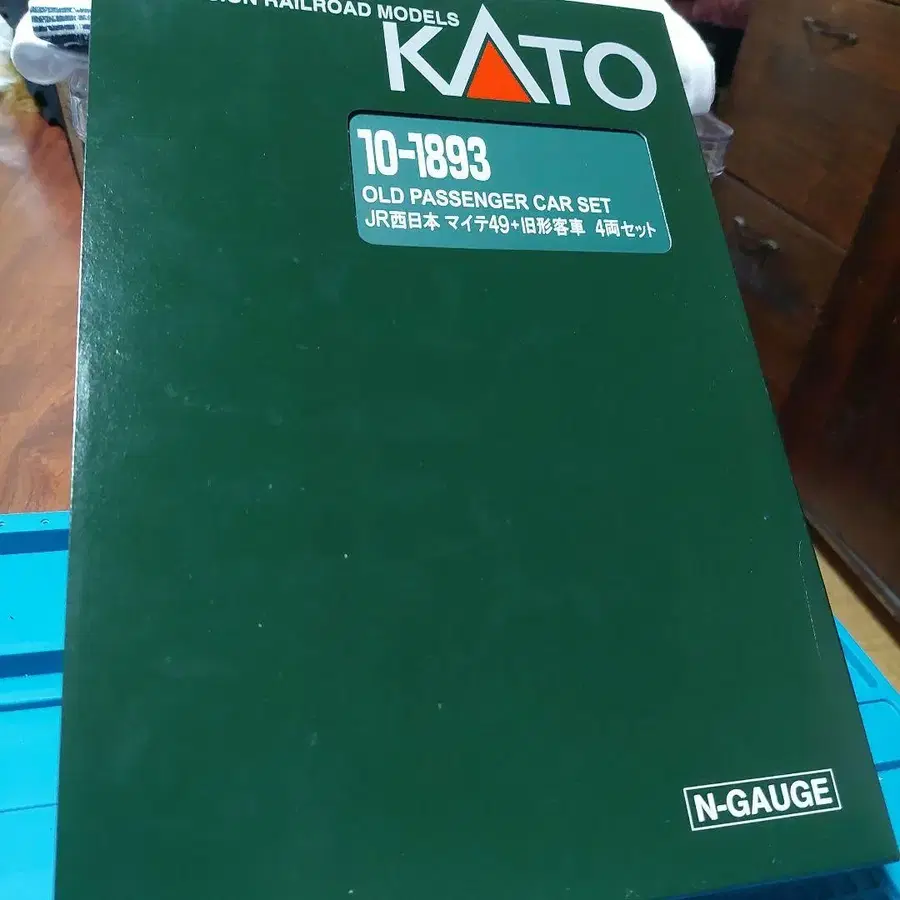 RAILROAD MODELS
KATO
10-1893
OLD PASSENGER CAR SET
JR西日本 マイテ49+旧形客車 4両セット
N-GAUGE